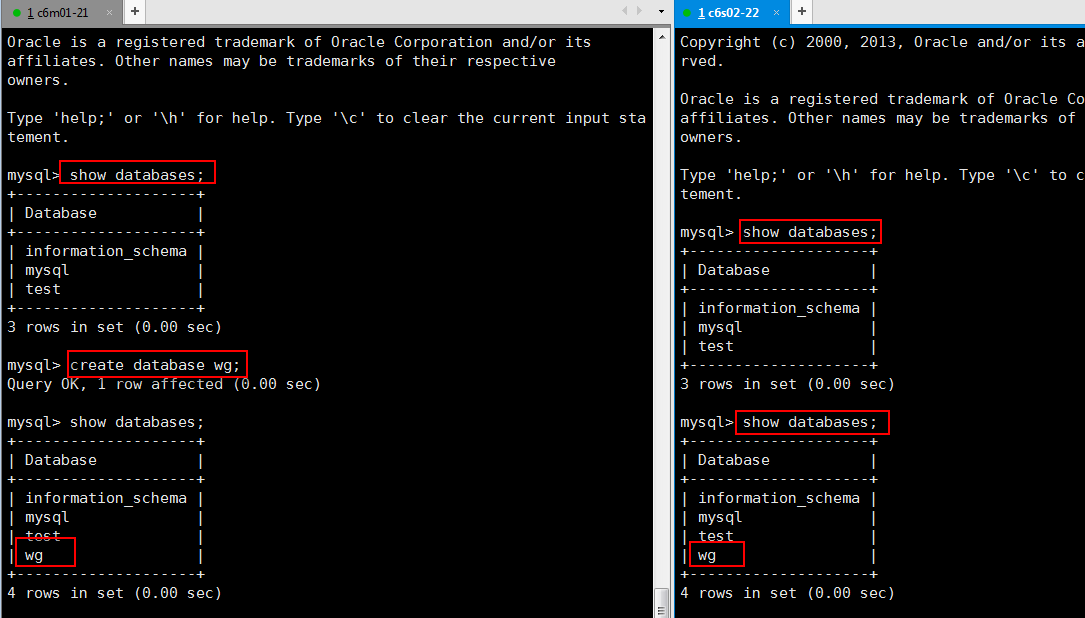 1 c6m01-21 × +
Oracle is a registered trademark of Oracle Corporation and/or its
affiliates. Other names may be trademarks of their respective
owners.
Type 'help;' or '\h' for help. Type '\c' to clear the current input sta
tement.
mysql> show databases;
+--------------------+
| Database           |
+--------------------+
| information_schema |
| mysql              |
| test               |
+--------------------+
3 rows in set (0.00 sec)
mysql> create database wg;
Query OK, 1 row affected (0.00 sec)
mysql> show databases;
+--------------------+
| Database           |
+--------------------+
| information_schema |
| mysql              |
| test               |
| wg                 |
+--------------------+
4 rows in set (0.00 sec)
1 c6s02-22 × +
Copyright (c) 2000, 2013, Oracle and/or its a
rved.
Oracle is a registered trademark of Oracle Co
affiliates. Other names may be trademarks of
owners.
Type 'help;' or '\h' for help. Type '\c' to c
tement.
mysql> show databases;
+--------------------+
| Database           |
+--------------------+
| information_schema |
| mysql              |
| test               |
+--------------------+
3 rows in set (0.00 sec)
mysql> show databases;
+--------------------+
| Database           |
+--------------------+
| information_schema |
| mysql              |
| test               |
| wg                 |
+--------------------+
4 rows in set (0.00 sec)